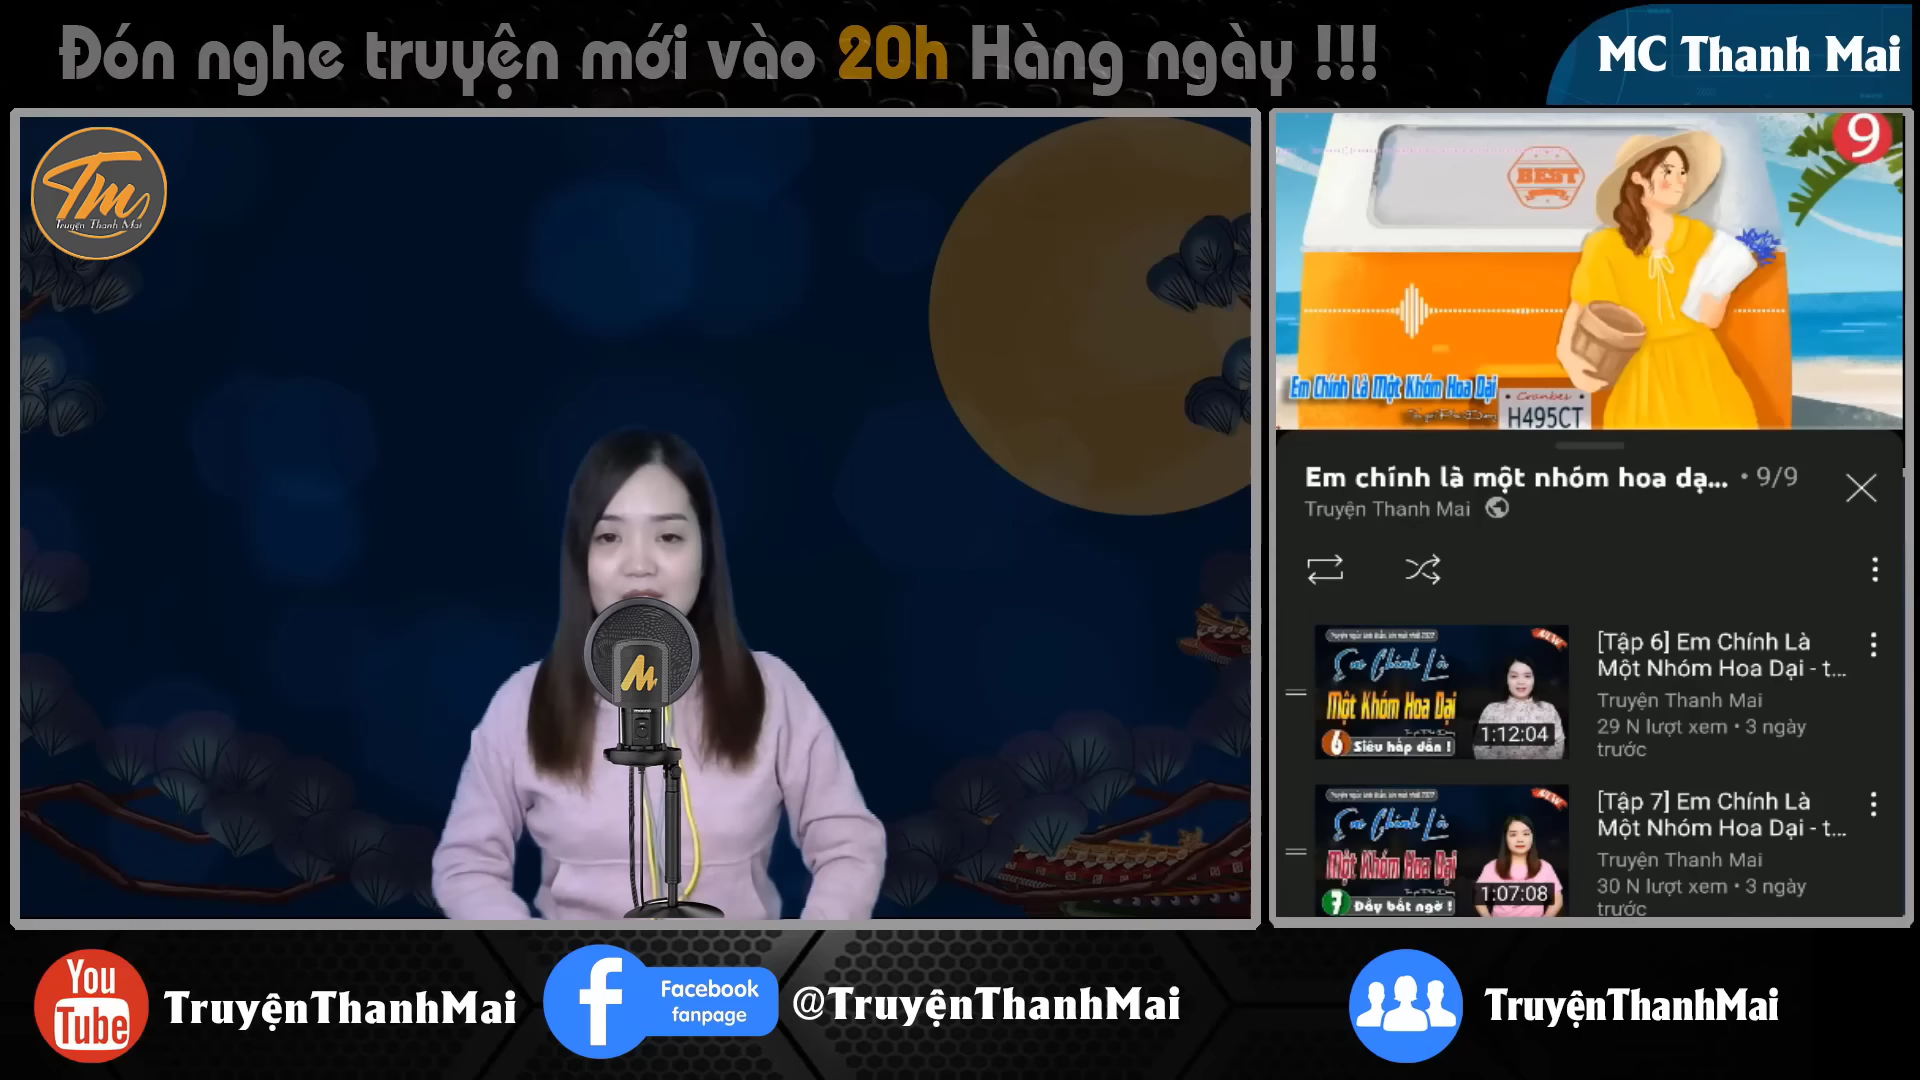 Đón nghe truyện mới vào 20h Hàng ngày !!!
MC Thanh Mai
Tm
Truyện Thanh Mai
9
BEST
Em Chính Là Một Khóm Hoa Dại
H495CT
Em chính là một nhóm hoa dạ... • 9/9
Truyện Thanh Mai
[Tập 6] Em Chính Là
Một Nhóm Hoa Dại - t...
Truyện Thanh Mai
29 N lượt xem • 3 ngày
trước
Em Chính Là
Một Khóm Hoa Dại
6 Siêu hấp dẫn !
1:12:04
NEW
[Tập 7] Em Chính Là
Một Nhóm Hoa Dại - t...
Truyện Thanh Mai
30 N lượt xem • 3 ngày
trước
Em Chính Là
Một Khóm Hoa Dại
7 Đầy bất ngờ !
1:07:08
NEW
You
Tube
TruyệnThanhMai
Facebook
fanpage
@TruyệnThanhMai
TruyệnThanhMai